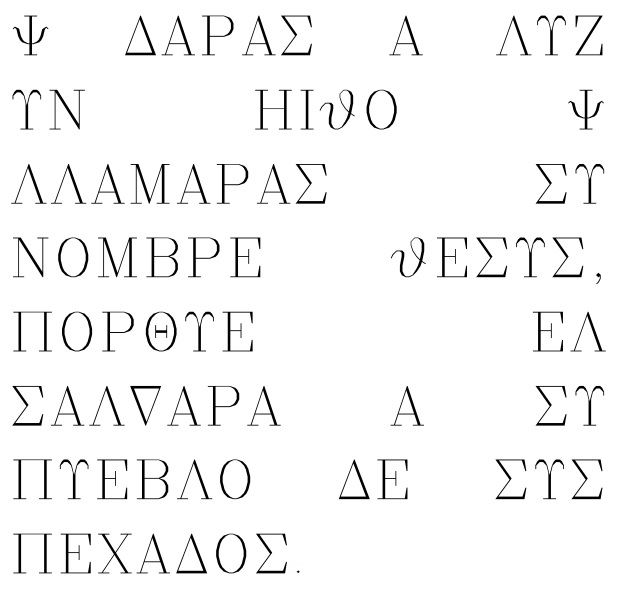 Ψ ΔΑΡΑΣ Α ΛϒΖ
ϒΝ ΗΙϑΟ Ψ
ΛΛΑΜΑΡΑΣ Σϒ
ΝΟΜΒΡΕ ϑΕΣϒΣ,
ΠΟΡΘϒΕ ΕΛ
ΣΑΛ∇ΑΡΑ Α Σϒ
ΠϒΕΒΛΟ ΔΕ ΣϒΣ
ΠΕΧΑΔΟΣ.